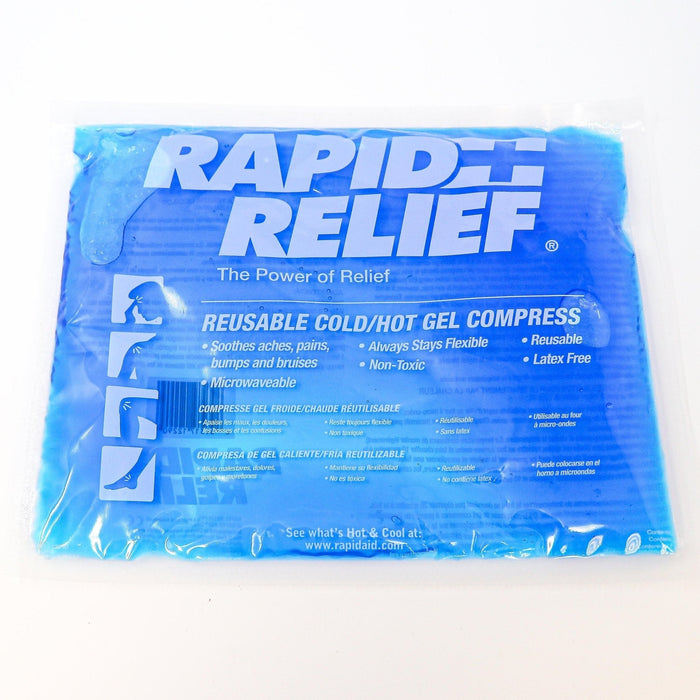 RAPID
RELIEF®
The Power of Relief
REUSABLE COLD/HOT GEL COMPRESS
• Soothes aches, pains, bumps and bruises
• Microwaveable
• Always Stays Flexible
• Non-Toxic
• Reusable
• Latex Free
COMPRESSE GEL FROIDE/CHAUDE RÉUTILISABLE
• Apaise les maux, les douleurs,
les bosses et les contusions
• Reste toujours flexible
• Non toxique
• Réutilisable
• Sans latex
• Utilisable au four
à micro-ondes
COMPRESA DE GEL CALIENTE/FRÍA REUTILIZABLE
• Alivia malestares, dolores,
golpes y moretones
• Mantiene su flexibilidad
• No es tóxica
• Reutilizable
• No contiene latex
• Puede colocarse en el
horno a microondas
See what's Hot & Cool at:
www.rapidaid.com